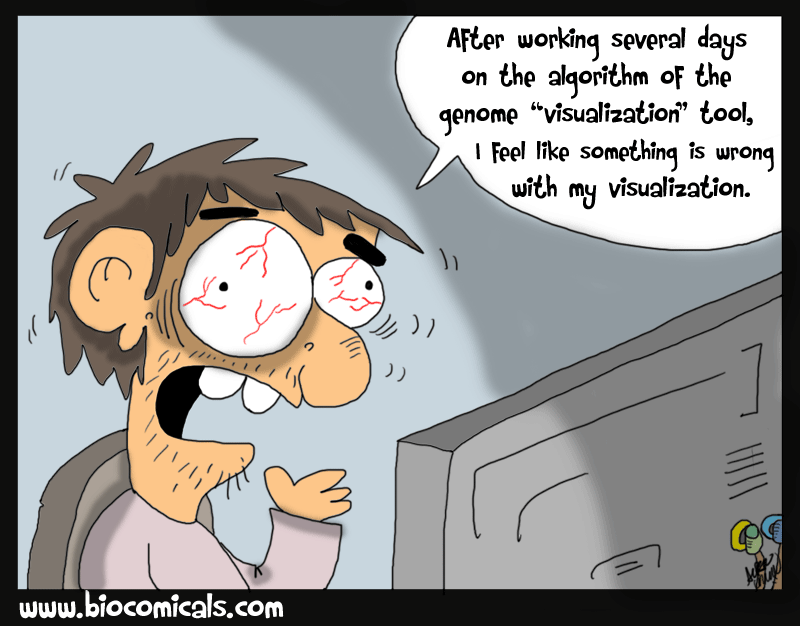 After working several days
on the algorithm of the
genome “visualization” tool,
I feel like something is wrong
with my visualization.
www.biocomicals.com